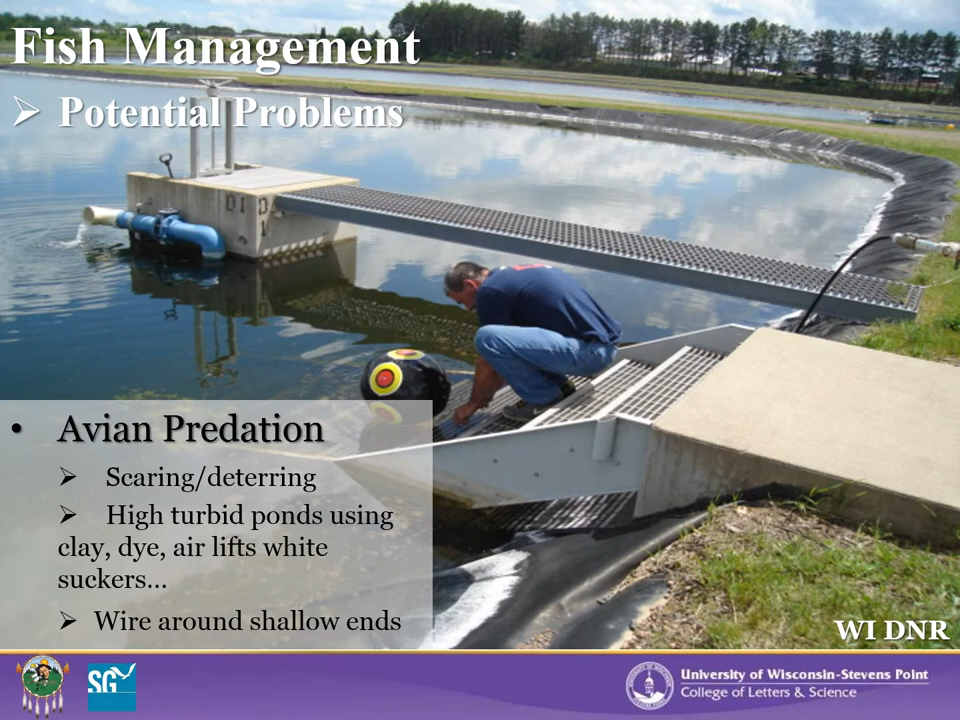 Fish Management
➢ Potential Problems
D I D
• Avian Predation
➢ Scaring/deterring
➢ High turbid ponds using
clay, dye, air lifts white
suckers...
➢ Wire around shallow ends
WI DNR
SG
University of Wisconsin-Stevens Point
College of Letters & Science